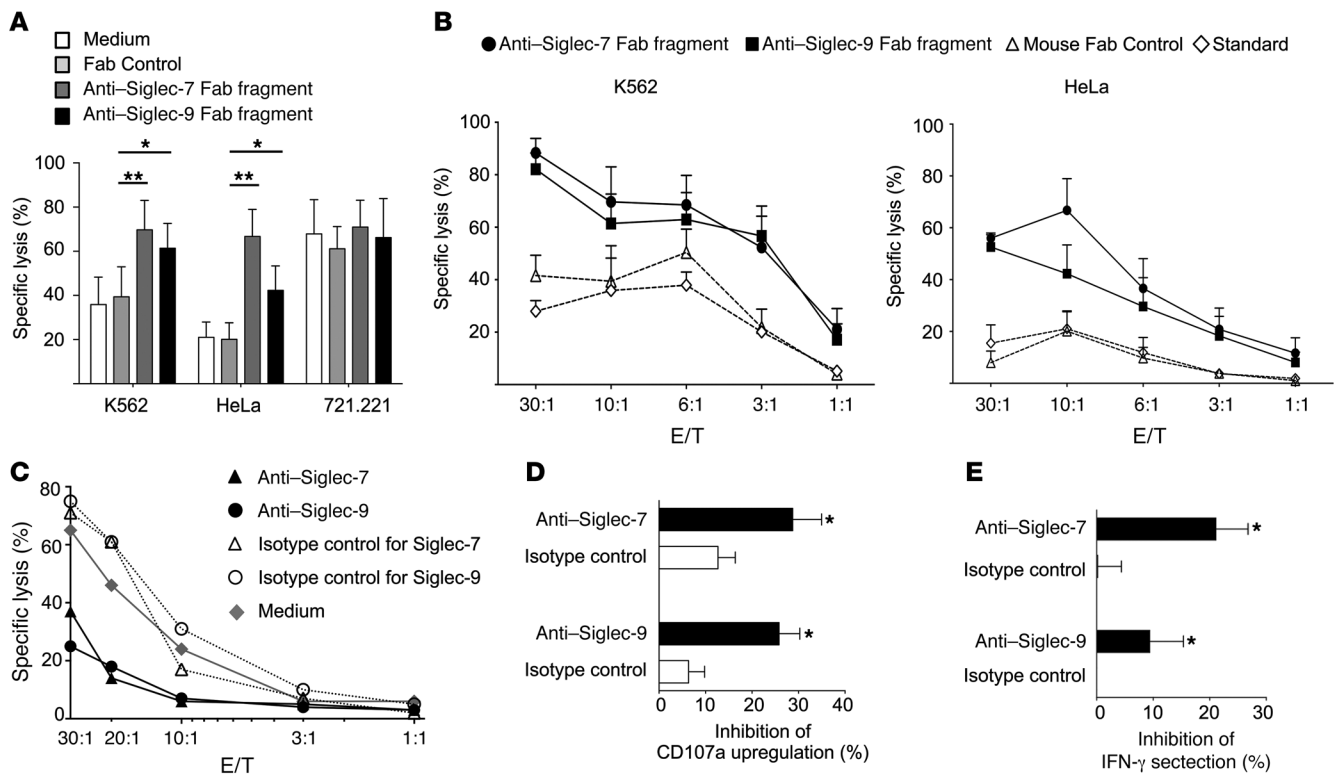 A
Medium
Fab Control
Anti–Siglec-7 Fab fragment
Anti–Siglec-9 Fab fragment
Specific lysis (%)
100
80
60
40
20
*
**
*
**
K562
HeLa
721.221
B
Anti–Siglec-7 Fab fragment
Anti–Siglec-9 Fab fragment
Mouse Fab Control
Standard
K562
Specific lysis (%)
100
80
60
40
20
30:1
10:1
6:1
3:1
1:1
E/T
HeLa
Specific lysis (%)
100
80
60
40
20
30:1
10:1
6:1
3:1
1:1
E/T
C
Anti–Siglec-7
Anti–Siglec-9
Isotype control for Siglec-7
Isotype control for Siglec-9
Medium
Specific lysis (%)
80
60
40
20
0
30:1
20:1
10:1
3:1
1:1
E/T
D
Anti–Siglec-7
*
Isotype control
Anti–Siglec-9
*
Isotype control
0
10
20
30
40
Inhibition of
CD107a upregulation (%)
E
Anti–Siglec-7
*
Isotype control
Anti–Siglec-9
*
Isotype control
0
10
20
30
Inhibition of
IFN-γ sectection (%)